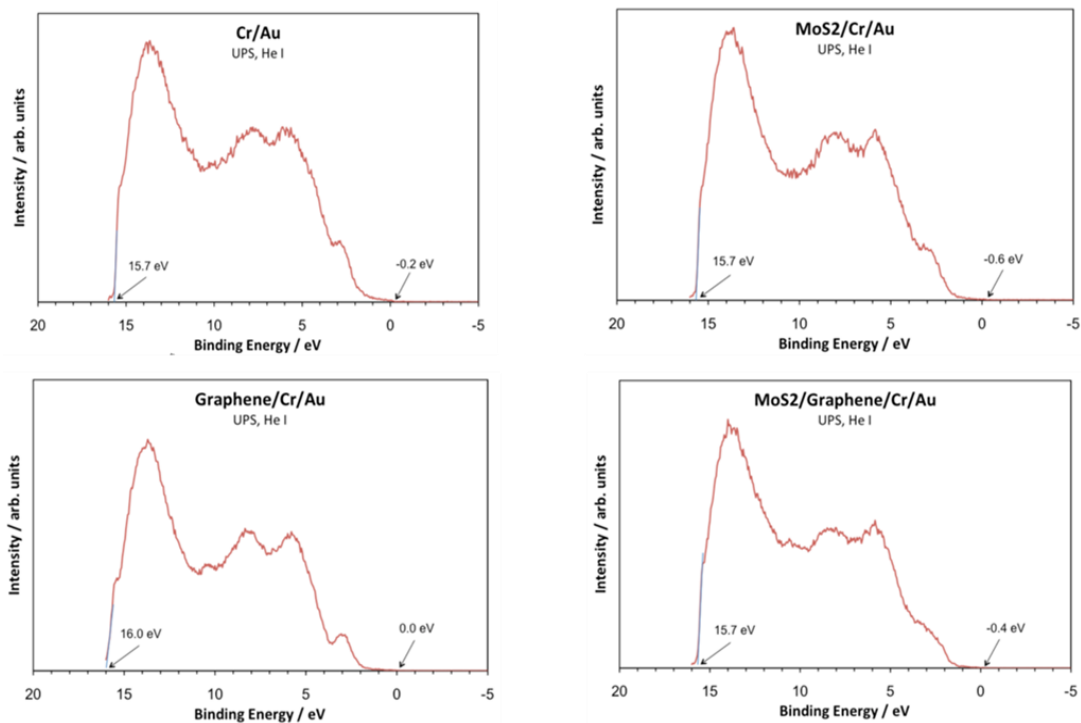 Cr/Au
UPS, He I
Intensity / arb. units
15.7 eV
-0.2 eV
20 15 10 5 0 -5
Binding Energy / eV
MoS2/Cr/Au
UPS, He I
Intensity / arb. units
15.7 eV
-0.6 eV
20 15 10 5 0 -5
Binding Energy / eV
Graphene/Cr/Au
UPS, He I
Intensity / arb. units
16.0 eV
0.0 eV
20 15 10 5 0 -5
Binding Energy / eV
MoS2/Graphene/Cr/Au
UPS, He I
Intensity / arb. units
15.7 eV
-0.4 eV
20 15 10 5 0 -5
Binding Energy / eV